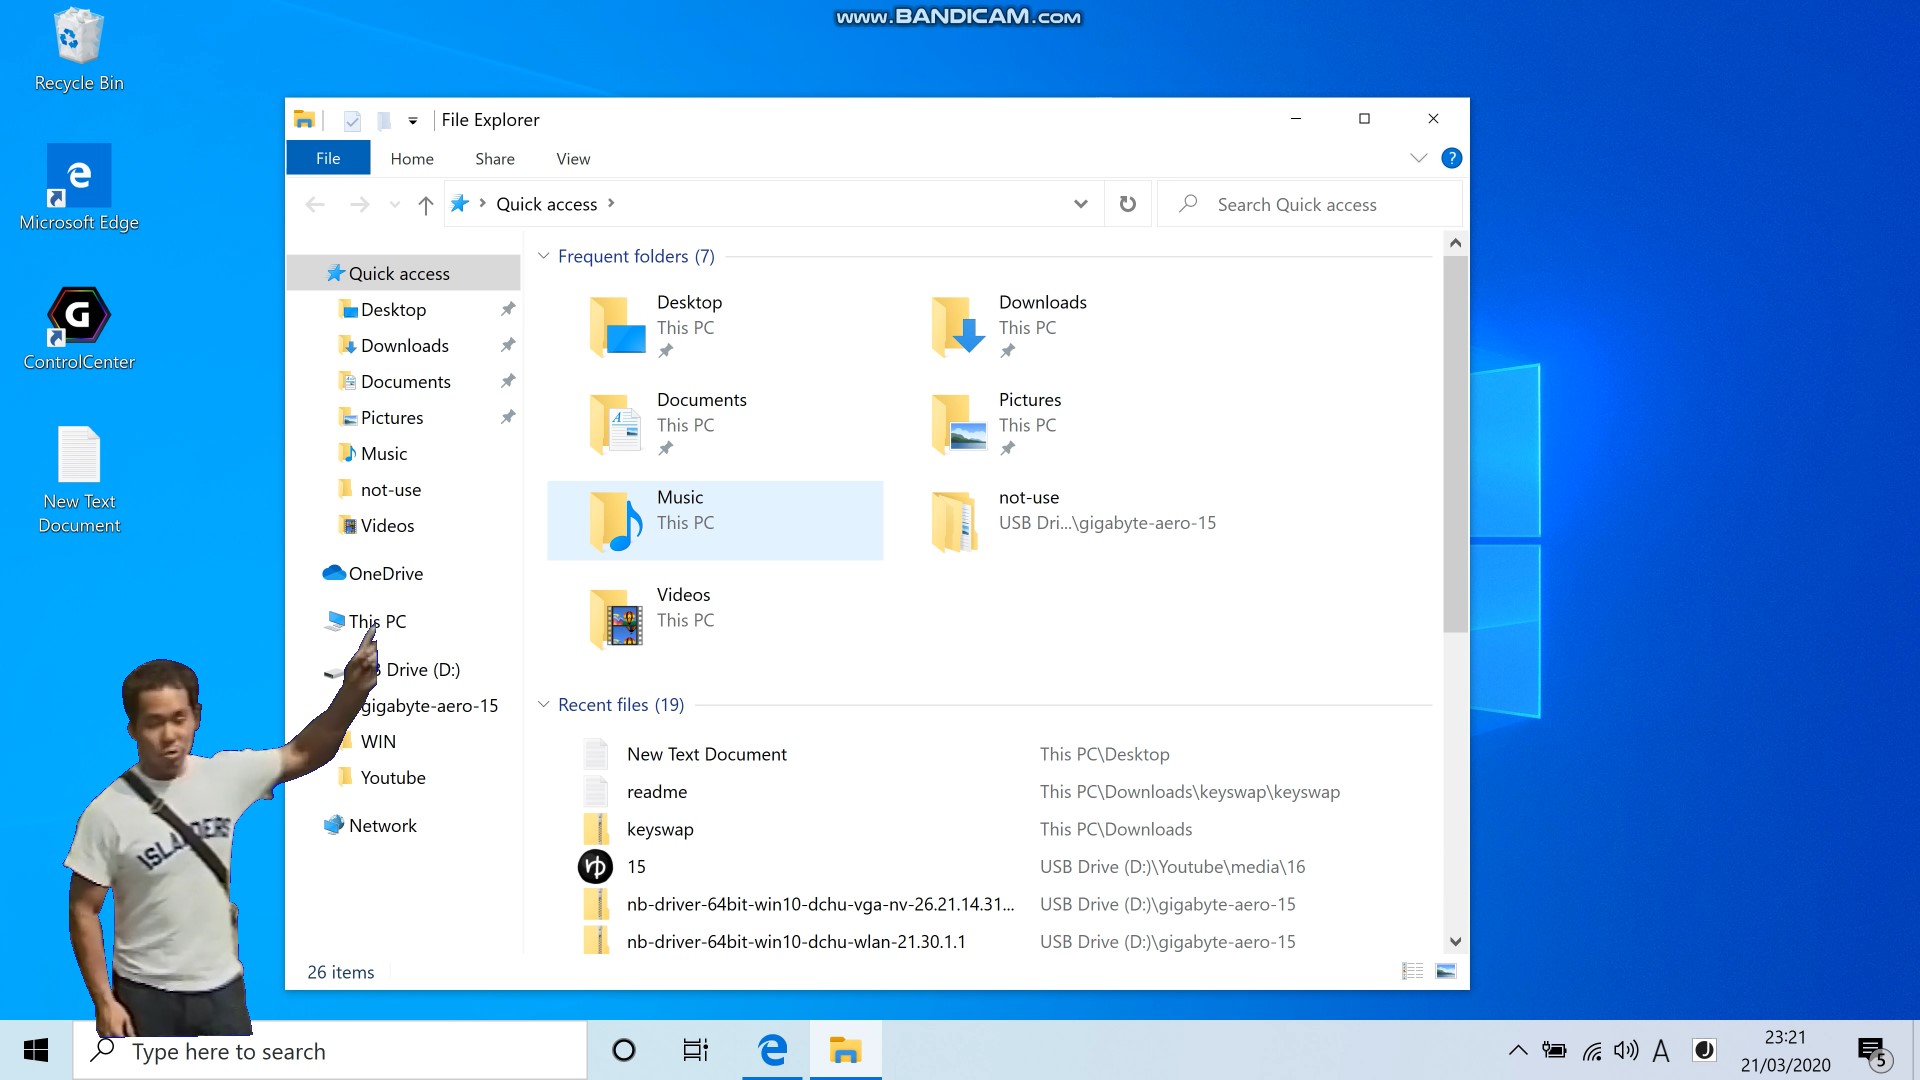 www.BANDICAM.com
Recycle Bin
Microsoft Edge
G
ControlCenter
New Text
Document
File Explorer
File
Home
Share
View
?
Quick access
Search Quick access
Quick access
Desktop
Downloads
Documents
Pictures
Music
not-use
Videos
OneDrive
This PC
Drive (D:)
gigabyte-aero-15
WIN
Youtube
Network
Frequent folders (7)
Desktop
This PC
Downloads
This PC
Documents
This PC
Pictures
This PC
Music
This PC
not-use
USB Dri...\gigabyte-aero-15
Videos
This PC
Recent files (19)
New Text Document
This PC\Desktop
readme
This PC\Downloads\keyswap\keyswap
keyswap
This PC\Downloads
ゆ
15
USB Drive (D:)\Youtube\media\16
nb-driver-64bit-win10-dchu-vga-nv-26.21.14.31...
USB Drive (D:)\gigabyte-aero-15
nb-driver-64bit-win10-dchu-wlan-21.30.1.1
USB Drive (D:)\gigabyte-aero-15
26 items
ISLANDERS
Type here to search
A
23:21
21/03/2020
5